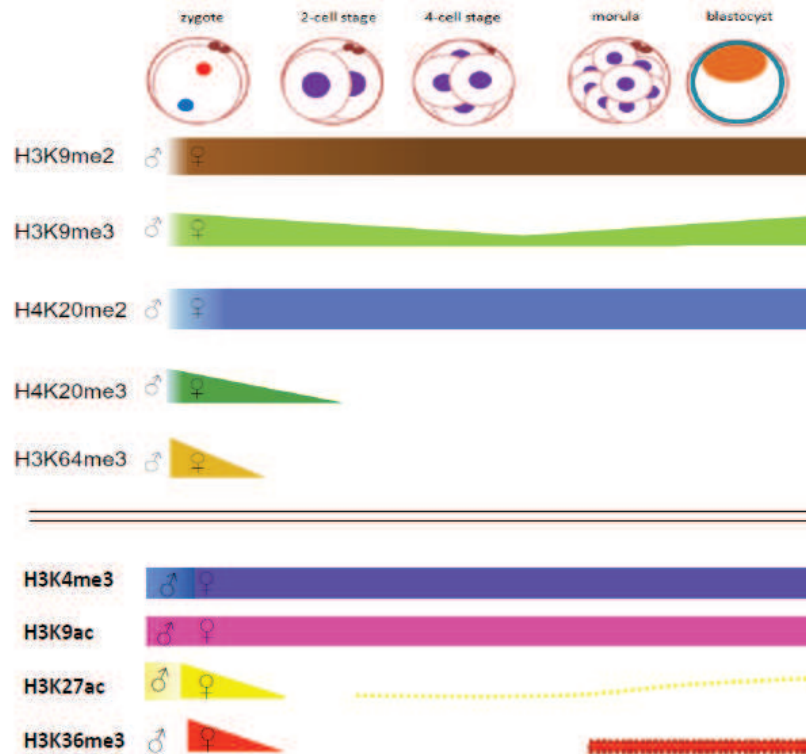 zygote 2-cell stage 4-cell stage morula blastocyst
H3K9me2 ♂ ♀
H3K9me3 ♂ ♀
H4K20me2 ♂ ♀
H4K20me3 ♂ ♀
H3K64me3 ♂ ♀
H3K4me3 ♂ ♀
H3K9ac ♂ ♀
H3K27ac ♂ ♀
H3K36me3 ♂ ♀